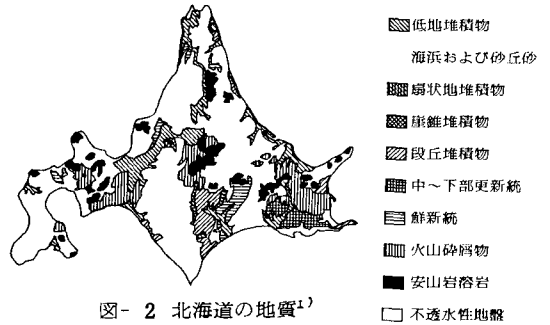 低地堆積物
海浜および砂丘砂
扇状地堆積物
崖錐堆積物
段丘堆積物
中〜下部更新統
鮮新統
火山砕屑物
安山岩溶岩
不透水性地盤
図-2 北海道の地質1)